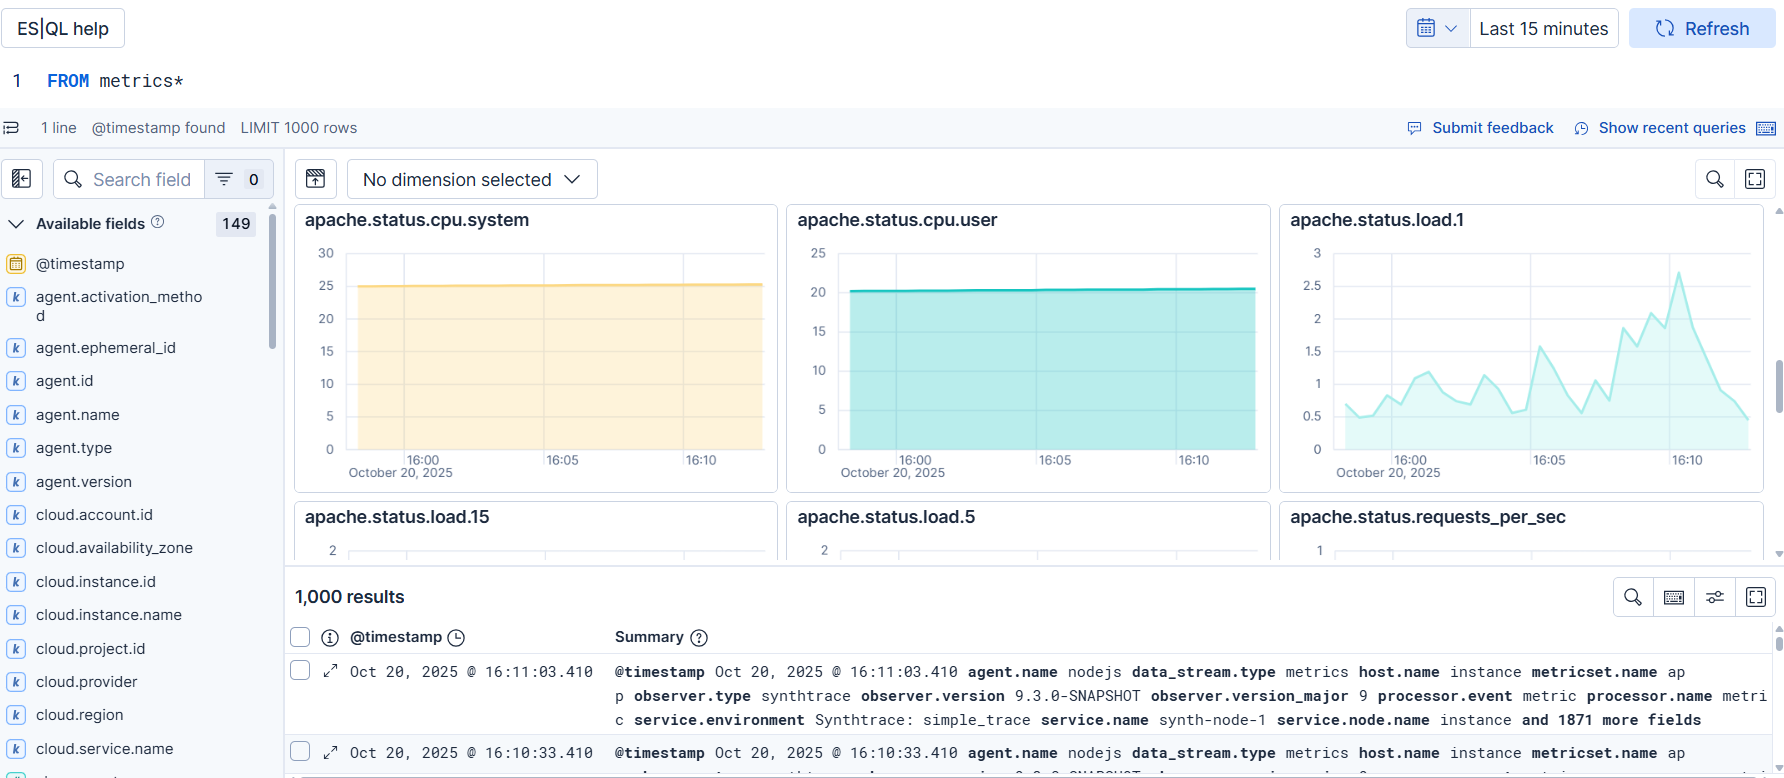 ES|QL help
Last 15 minutes
Refresh
1 FROM metrics*
1 line @timestamp found LIMIT 1000 rows
Submit feedback
Show recent queries
Search field
0
No dimension selected
Available fields 149
@timestamp
agent.activation_metho
d
agent.ephemeral_id
agent.id
agent.name
agent.type
agent.version
cloud.account.id
cloud.availability_zone
cloud.instance.id
cloud.instance.name
cloud.project.id
cloud.provider
cloud.region
cloud.service.name
apache.status.cpu.system
30
25
20
15
10
5
0
16:00 16:05 16:10
October 20, 2025
apache.status.cpu.user
25
20
15
10
5
0
16:00 16:05 16:10
October 20, 2025
apache.status.load.1
3
2.5
2
1.5
1
0.5
0
16:00 16:05 16:10
October 20, 2025
apache.status.load.15
2
apache.status.load.5
2
apache.status.requests_per_sec
1
1,000 results
@timestamp Summary
Oct 20, 2025 @ 16:11:03.410
@timestamp Oct 20, 2025 @ 16:11:03.410 agent.name nodejs data_stream.type metrics host.name instance metricset.name ap
p observer.type synthtrace observer.version 9.3.0-SNAPSHOT observer.version_major 9 processor.event metric processor.name metri
c service.environment Synthtrace: simple_trace service.name synth-node-1 service.node.name instance and 1871 more fields
Oct 20, 2025 @ 16:10:33.410
@timestamp Oct 20, 2025 @ 16:10:33.410 agent.name nodejs data_stream.type metrics host.name instance metricset.name ap